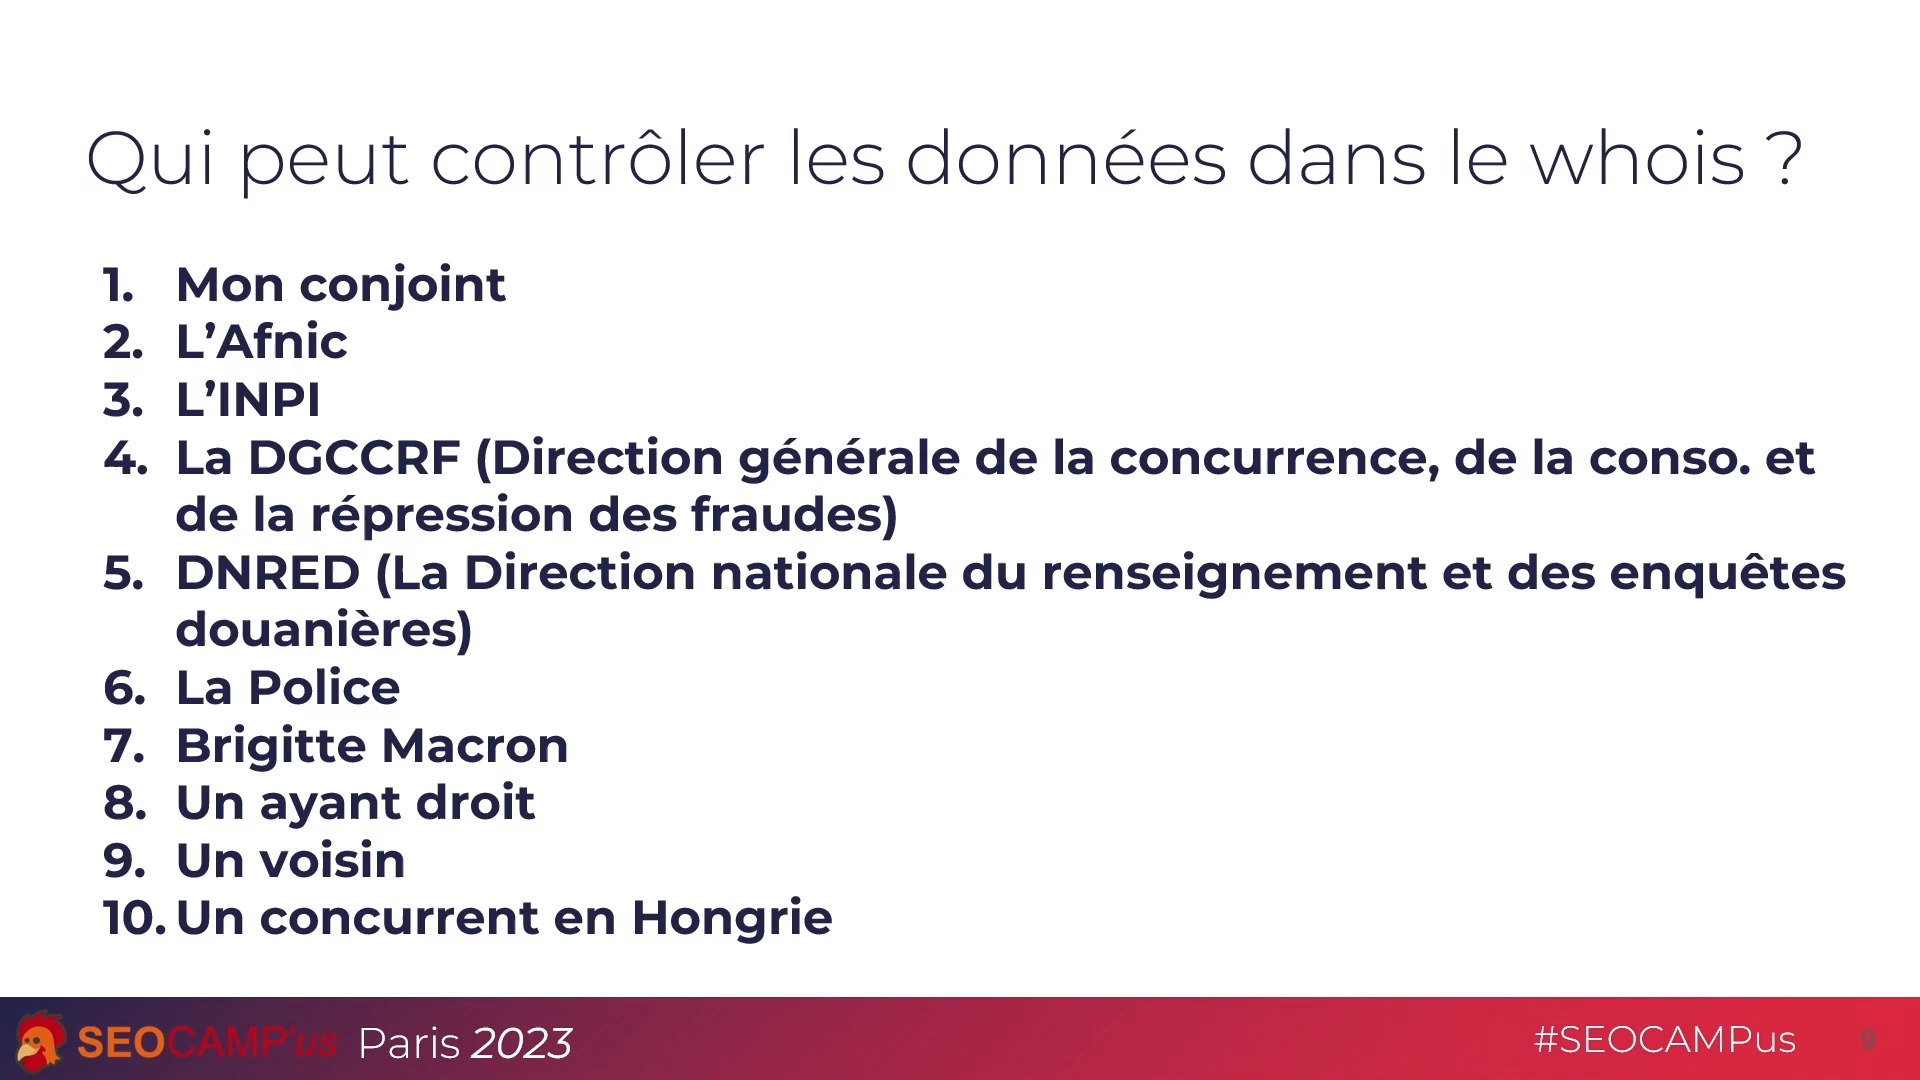 Qui peut contrôler les données dans le whois ?
1. Mon conjoint
2. L’Afnic
3. L’INPI
4. La DGCCRF (Direction générale de la concurrence, de la conso. et
de la répression des fraudes)
5. DNRED (La Direction nationale du renseignement et des enquêtes
douanières)
6. La Police
7. Brigitte Macron
8. Un ayant droit
9. Un voisin
10. Un concurrent en Hongrie
SEOCAMP'us Paris 2023
#SEOCAMPus 9